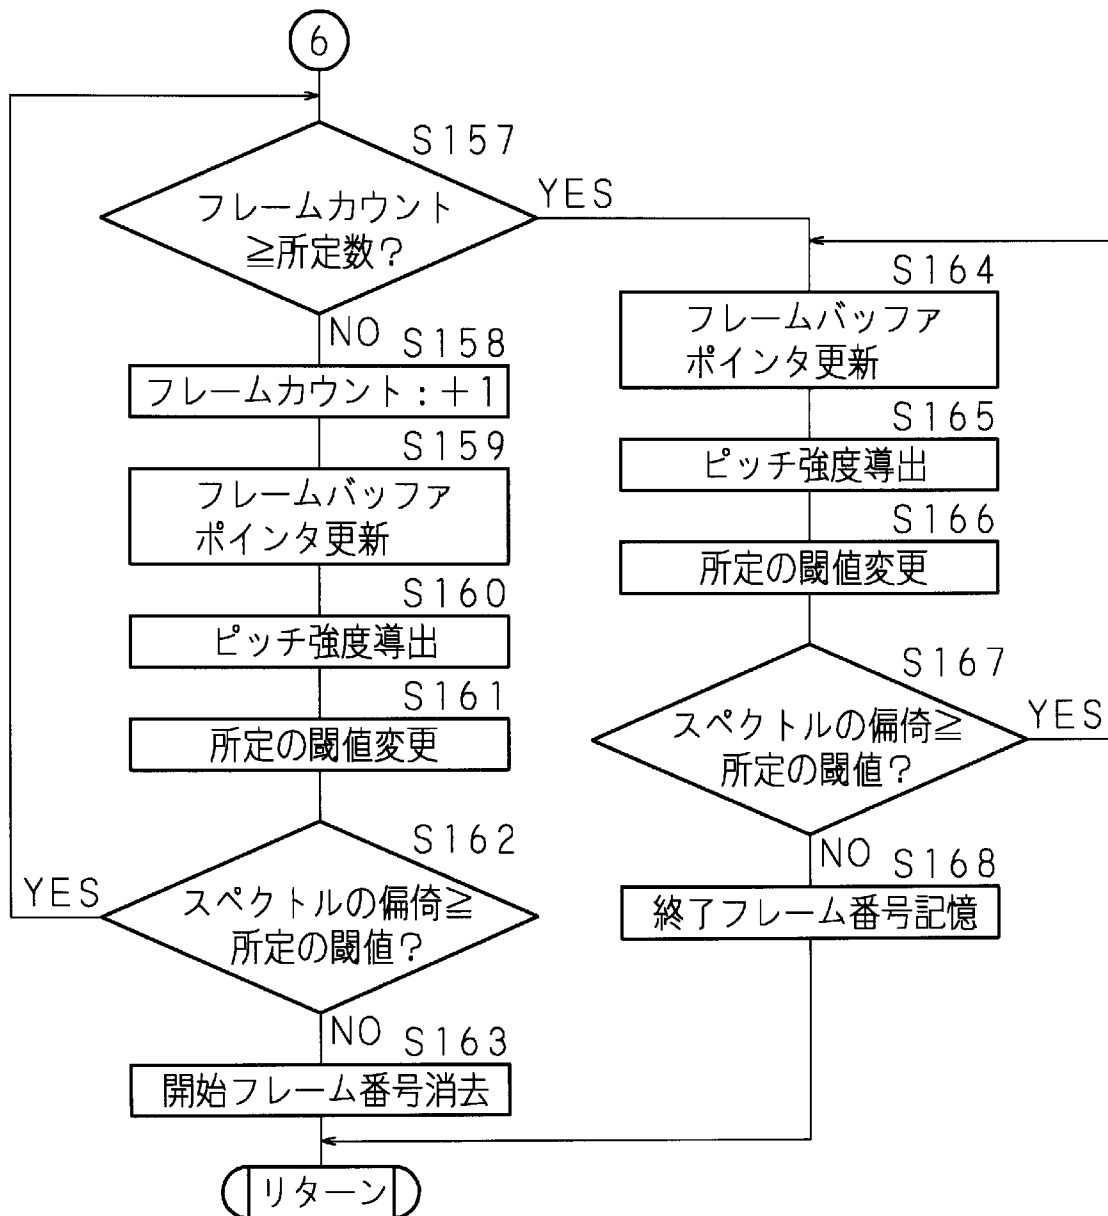 6
S157
フレームカウント
≧所定数?
YES
NO
S158
フレームカウント:+1
S159
フレームバッファ
ポインタ更新
S160
ピッチ強度導出
S161
所定の閾値変更
S162
スペクトルの偏倚≧
所定の閾値?
YES
NO
S163
開始フレーム番号消去
S164
フレームバッファ
ポインタ更新
S165
ピッチ強度導出
S166
所定の閾値変更
S167
スペクトルの偏倚≧
所定の閾値?
YES
NO
S168
終了フレーム番号記憶
リターン